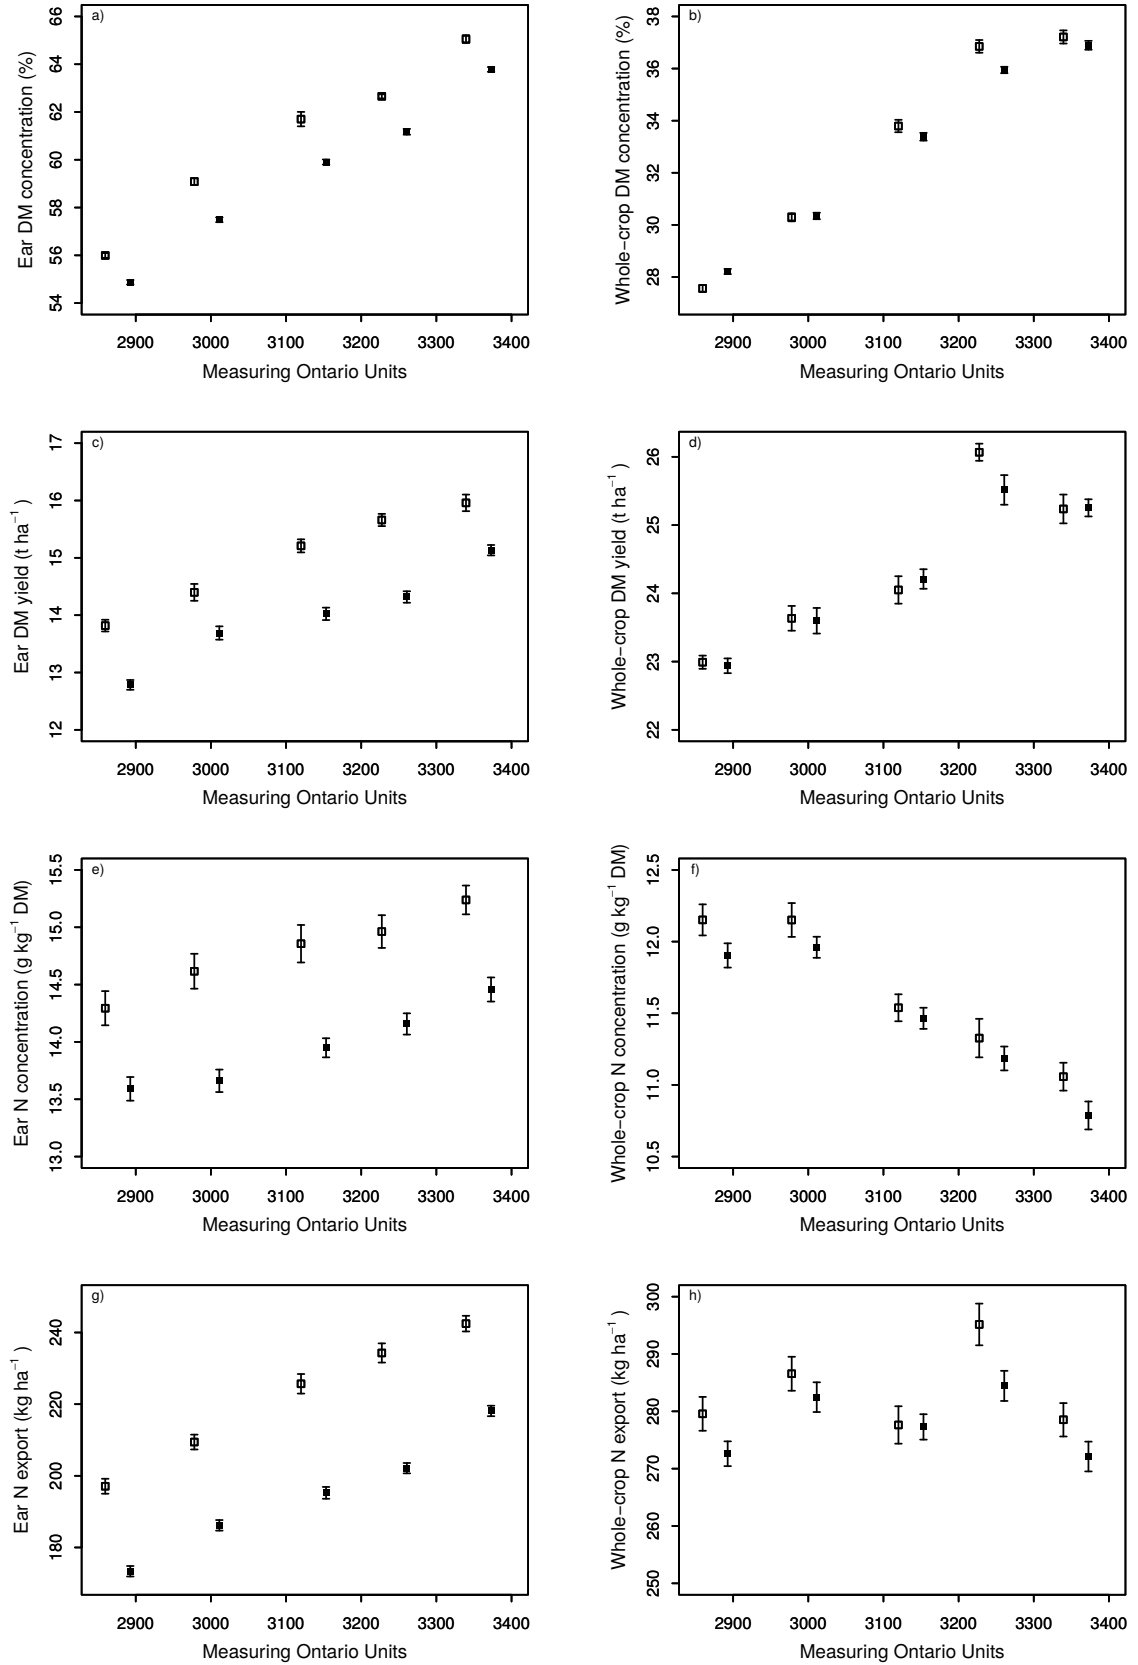 a)
Ear DM concentration (%)
66
64
62
60
58
56
54
2900 3000 3100 3200 3300 3400
Measuring Ontario Units
b)
Whole−crop DM concentration (%)
38
36
34
32
30
28
2900 3000 3100 3200 3300 3400
Measuring Ontario Units
c)
Ear DM yield (t ha⁻¹ )
17
16
15
14
13
12
2900 3000 3100 3200 3300 3400
Measuring Ontario Units
d)
Whole−crop DM yield (t ha⁻¹ )
26
25
24
23
22
2900 3000 3100 3200 3300 3400
Measuring Ontario Units
e)
Ear N concentration (g kg⁻¹ DM)
15.5
15.0
14.5
14.0
13.5
13.0
2900 3000 3100 3200 3300 3400
Measuring Ontario Units
f)
Whole−crop N concentration (g kg⁻¹ DM)
12.5
12.0
11.5
11.0
10.5
2900 3000 3100 3200 3300 3400
Measuring Ontario Units
g)
Ear N export (kg ha⁻¹ )
240
220
200
180
2900 3000 3100 3200 3300 3400
Measuring Ontario Units
h)
Whole−crop N export (kg ha⁻¹ )
300
290
280
270
260
250
2900 3000 3100 3200 3300 3400
Measuring Ontario Units